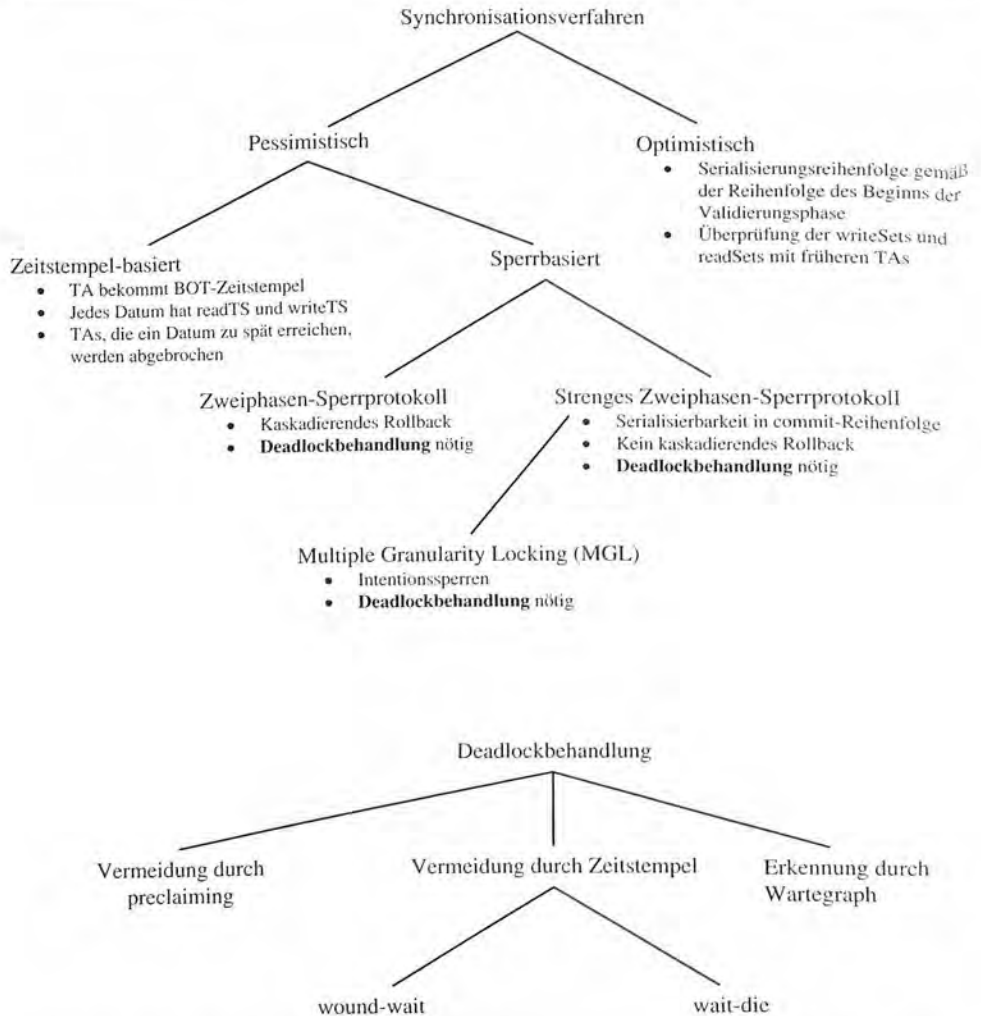 Synchronisationsverfahren
Pessimistisch
Optimistisch
• Serialisierungsreihenfolge gemäß
der Reihenfolge des Beginns der
Validierungsphase
• Überprüfung der writeSets und
readSets mit früheren TAs
Zeitstempel-basiert
• TA bekommt BOT-Zeitstempel
• Jedes Datum hat readTS und writeTS
• TAs, die ein Datum zu spät erreichen,
werden abgebrochen
Sperrbasiert
Zweiphasen-Sperrprotokoll
• Kaskadierendes Rollback
• Deadlockbehandlung nötig
Strenges Zweiphasen-Sperrprotokoll
• Serialisierbarkeit in commit-Reihenfolge
• Kein kaskadierendes Rollback
• Deadlockbehandlung nötig
Multiple Granularity Locking (MGL)
• Intentionssperren
• Deadlockbehandlung nötig
Deadlockbehandlung
Vermeidung durch
preclaiming
Vermeidung durch Zeitstempel
Erkennung durch
Wartegraph
wound-wait
wait-die